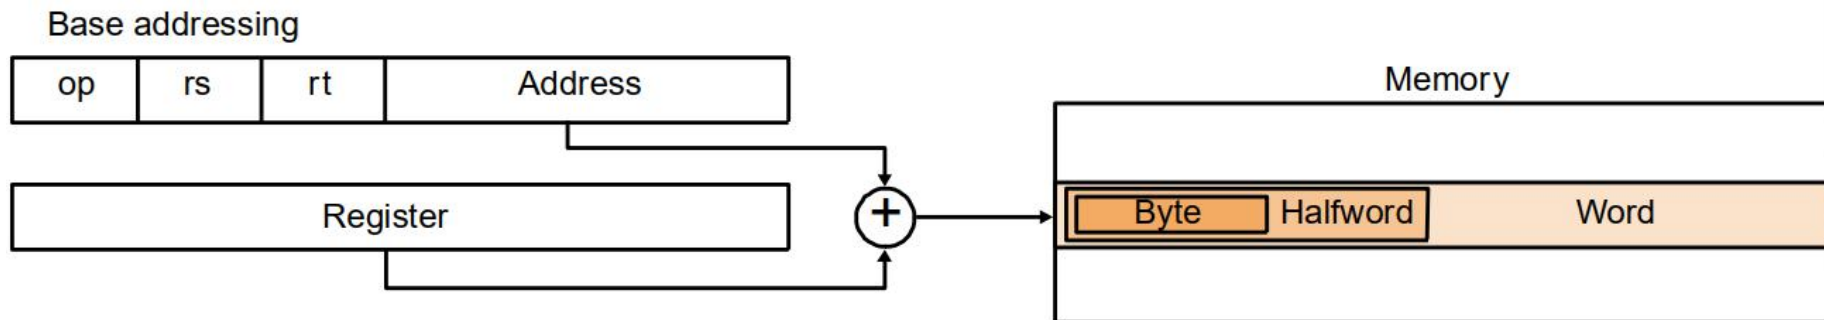 Base addressing
op rs rt Address
Memory
Register
+
Byte Halfword Word